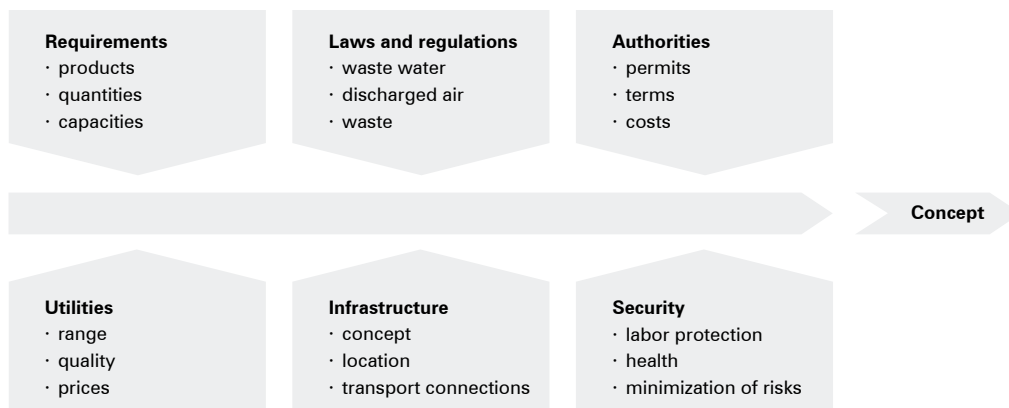 Requirements
· products
· quantities
· capacities
Laws and regulations
· waste water
· discharged air
· waste
Authorities
· permits
· terms
· costs
Concept
Utilities
· range
· quality
· prices
Infrastructure
· concept
· location
· transport connections
Security
· labor protection
· health
· minimization of risks